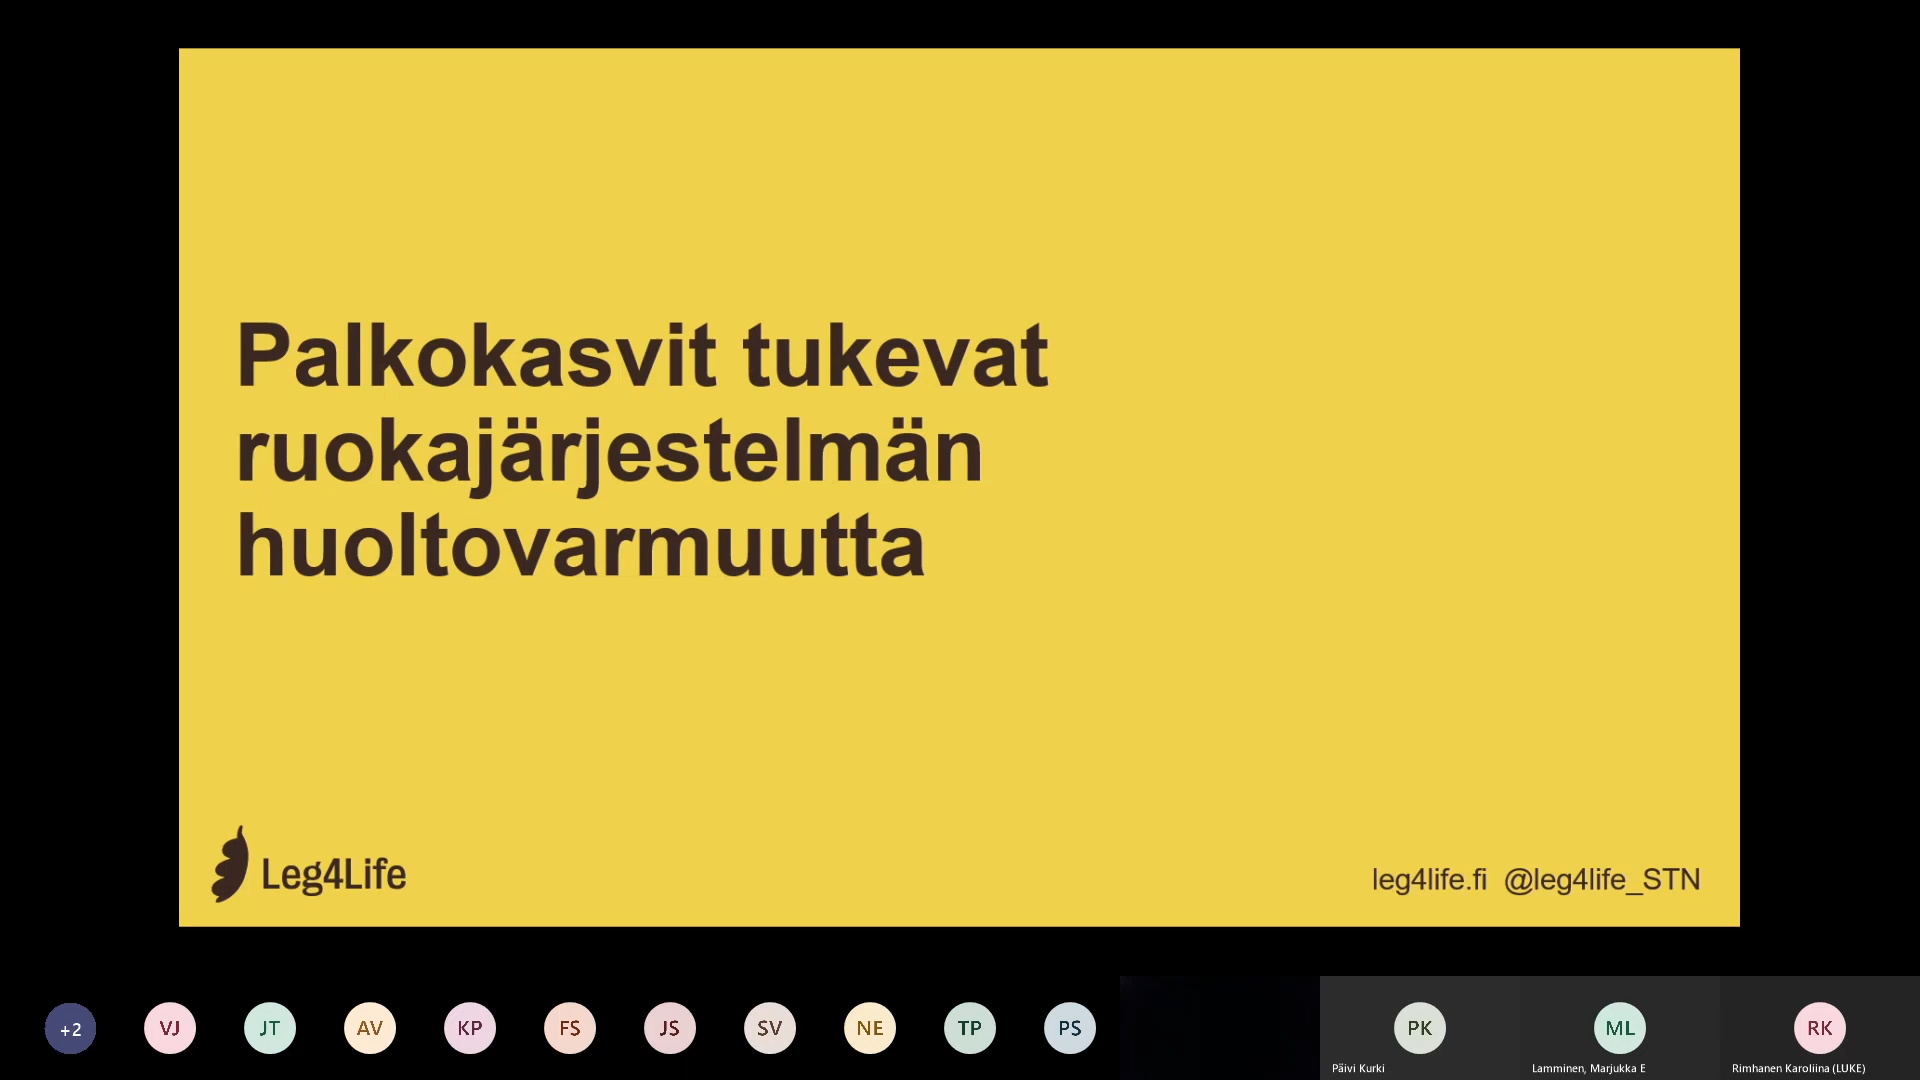 Palkokasvit tukevat
ruokajärjestelmän
huoltovarmuutta
Leg4Life
leg4life.fi @leg4life_STN
+2
VJ
JT
AV
KP
FS
JS
SV
NE
TP
PS
PK
ML
RK
Päivi Kurki
Lamminen, Marjukka E
Rimhanen Karoliina (LUKE)